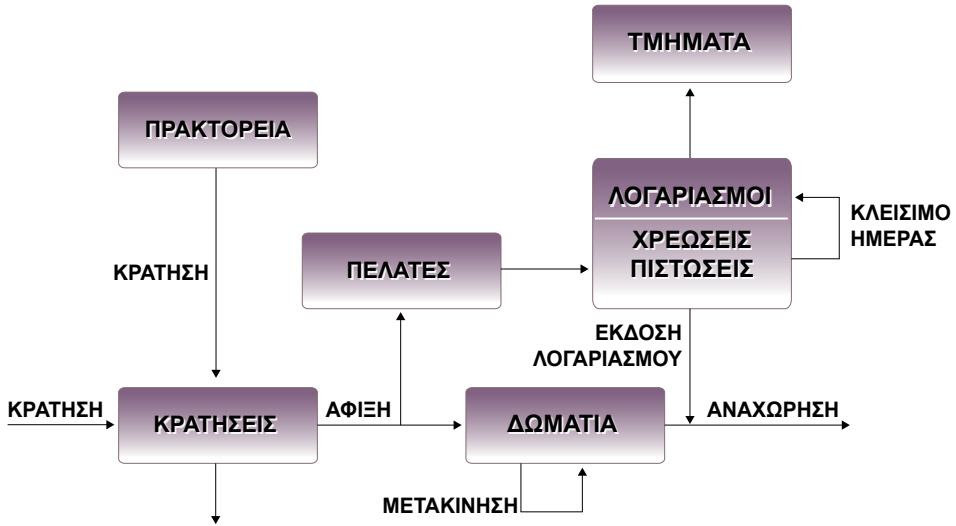 ΤΜΗΜΑΤΑ
ΠΡΑΚΤΟΡΕΙΑ
ΛΟΓΑΡΙΑΣΜΟΙ
ΧΡΕΩΣΕΙΣ
ΠΙΣΤΩΣΕΙΣ
ΚΛΕΙΣΙΜΟ
ΗΜΕΡΑΣ
ΚΡΑΤΗΣΗ
ΠΕΛΑΤΕΣ
ΕΚΔΟΣΗ
ΛΟΓΑΡΙΑΣΜΟΥ
ΚΡΑΤΗΣΗ
ΚΡΑΤΗΣΕΙΣ
ΑΦΙΞΗ
ΔΩΜΑΤΙΑ
ΑΝΑΧΩΡΗΣΗ
ΜΕΤΑΚΙΝΗΣΗ